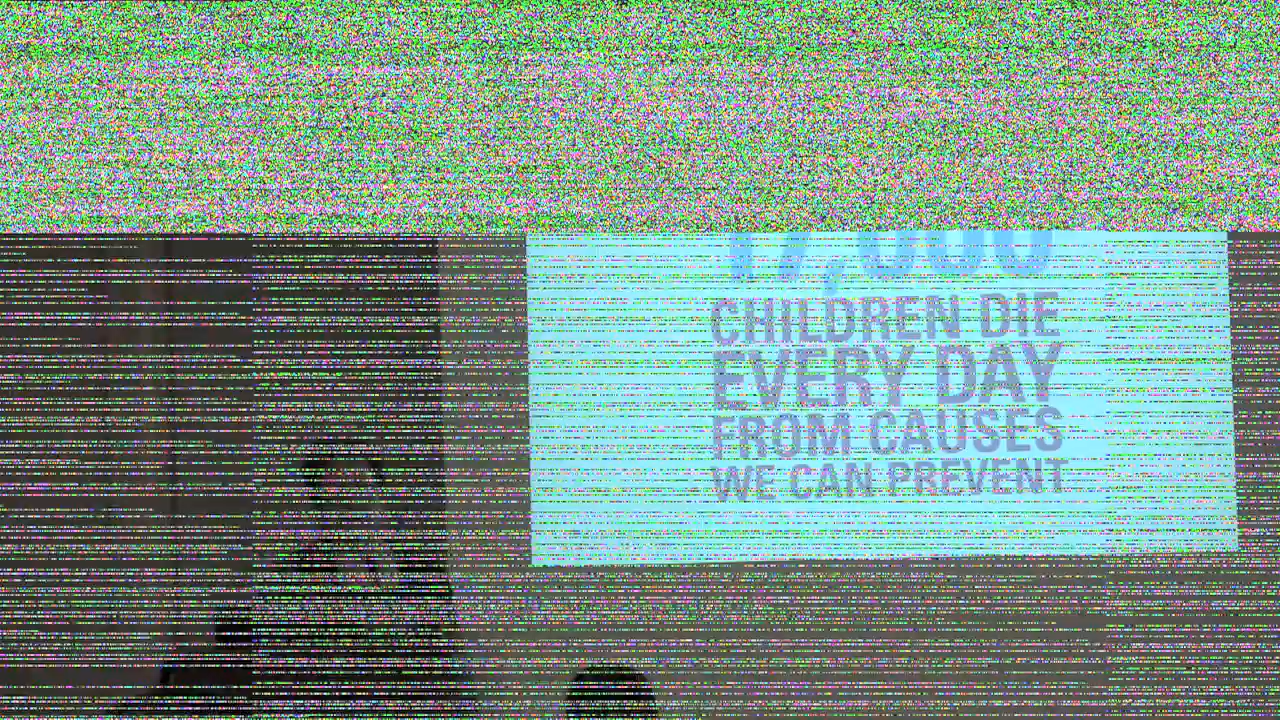 CHILDREN DIE
EVERY DAY
FROM CAUSES
WE CAN PREVENT